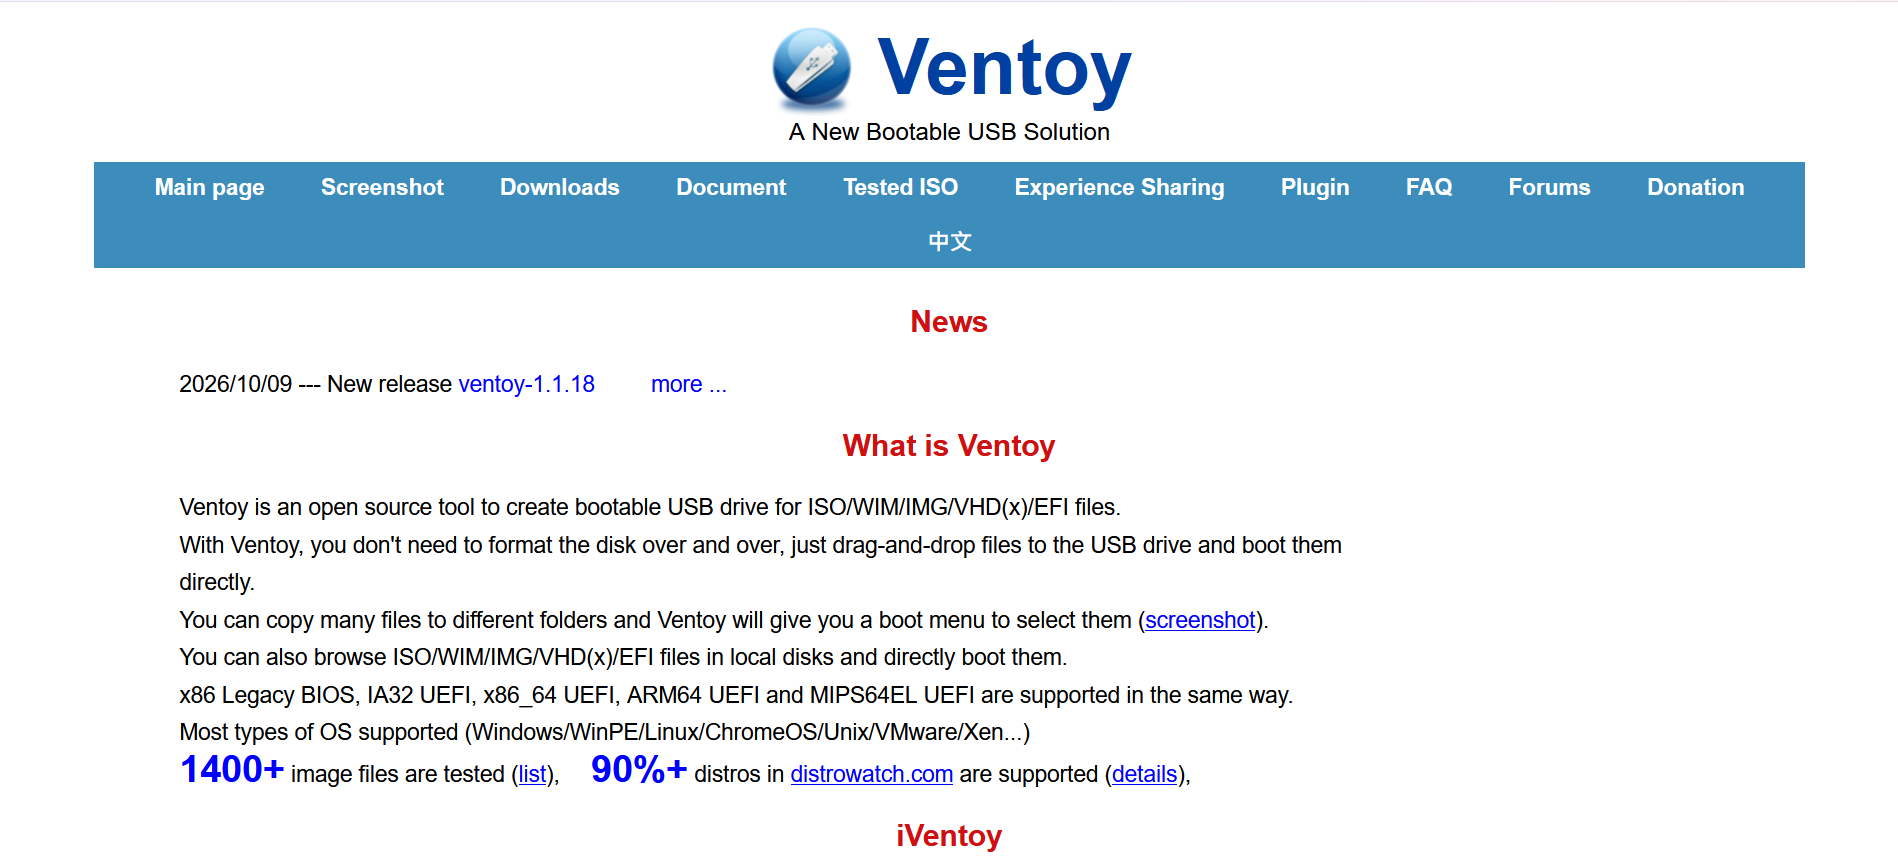 Ventoy
A New Bootable USB Solution
Main page Screenshot Downloads Document Tested ISO Experience Sharing Plugin FAQ Forums Donation
中文
News
2026/10/09 --- New release ventoy-1.1.18 more ...
What is Ventoy
Ventoy is an open source tool to create bootable USB drive for ISO/WIM/IMG/VHD(x)/EFI files.
With Ventoy, you don't need to format the disk over and over, just drag-and-drop files to the USB drive and boot them
directly.
You can copy many files to different folders and Ventoy will give you a boot menu to select them (screenshot).
You can also browse ISO/WIM/IMG/VHD(x)/EFI files in local disks and directly boot them.
x86 Legacy BIOS, IA32 UEFI, x86_64 UEFI, ARM64 UEFI and MIPS64EL UEFI are supported in the same way.
Most types of OS supported (Windows/WinPE/Linux/ChromeOS/Unix/VMware/Xen...)
1400+ image files are tested (list), 90%+ distros in distrowatch.com are supported (details),
iVentoy